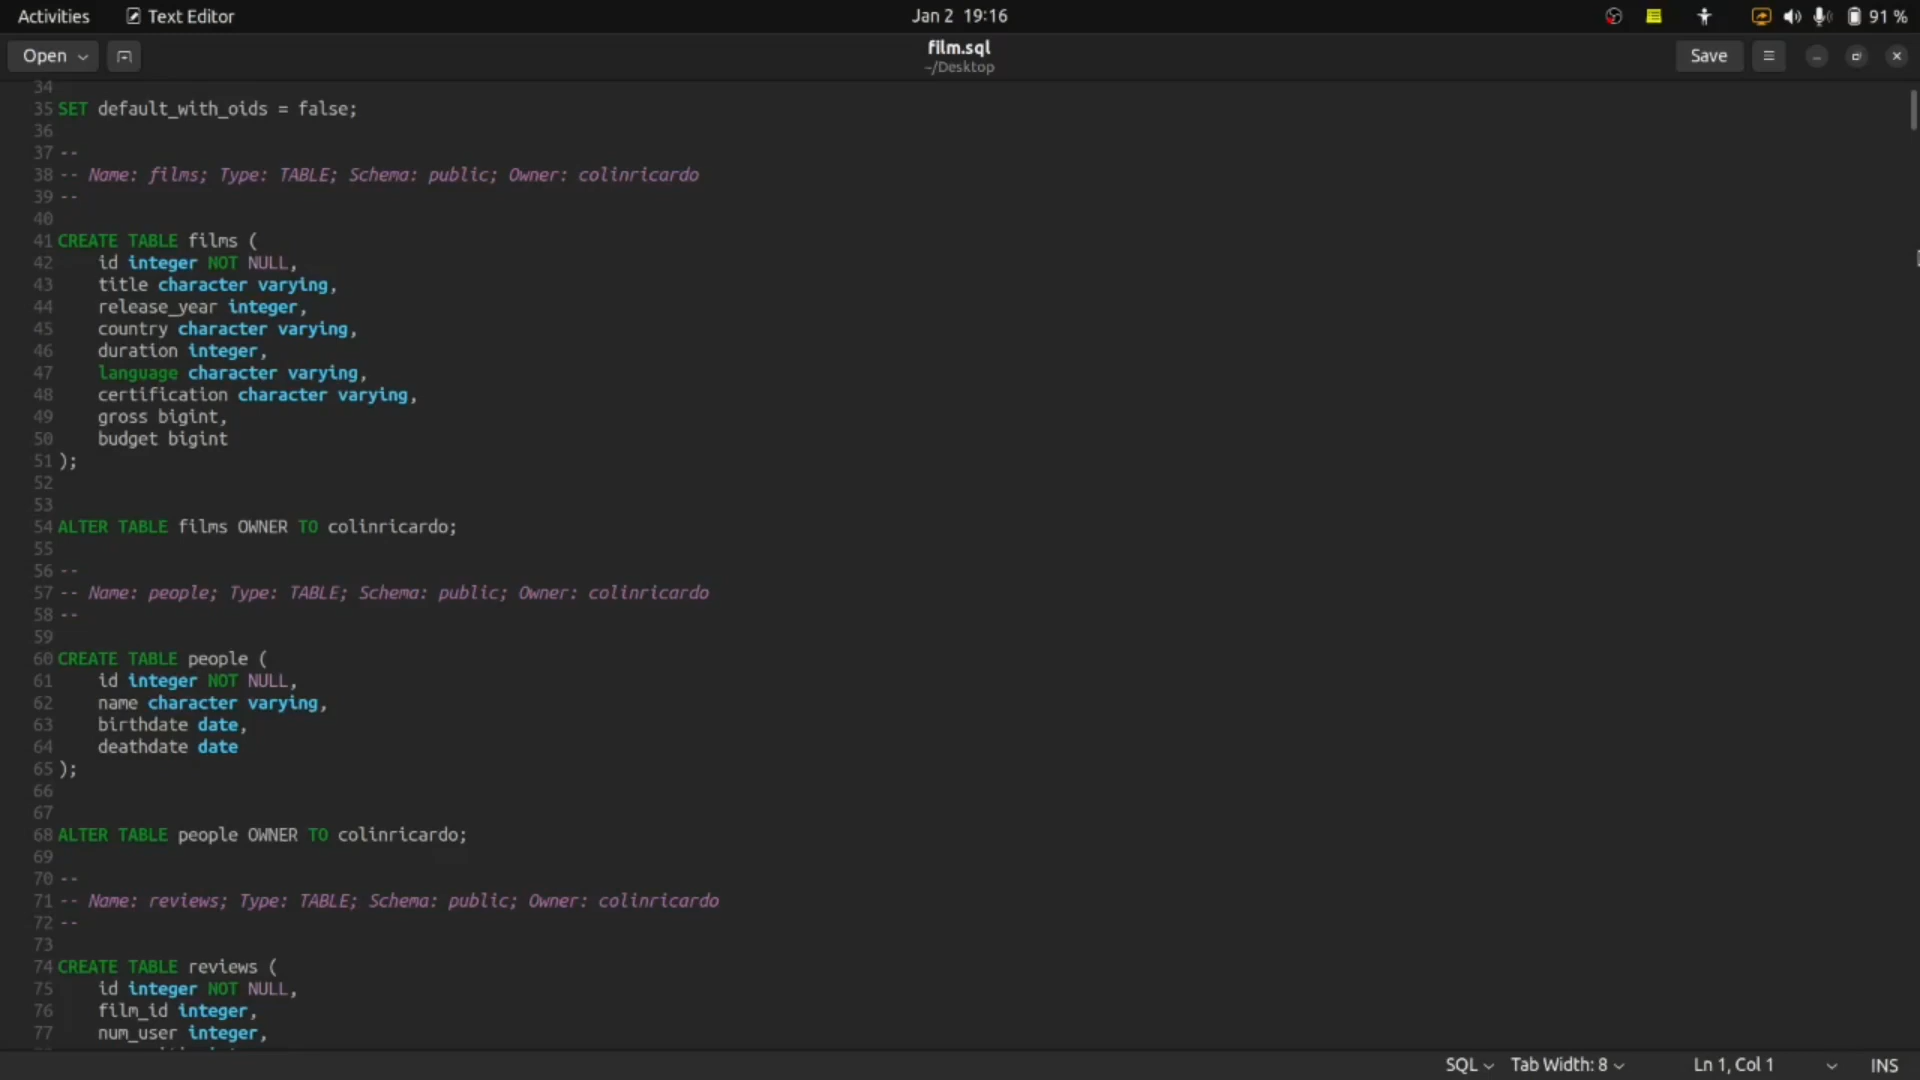 Activities Text Editor Jan 2 19:16 91 %
Open film.sql Save
~/Desktop
34
35 SET default_with_oids = false;
36
37 --
38 -- Name: films; Type: TABLE; Schema: public; Owner: colinricardo
39 --
40
41 CREATE TABLE films (
42 id integer NOT NULL,
43 title character varying,
44 release_year integer,
45 country character varying,
46 duration integer,
47 language character varying,
48 certification character varying,
49 gross bigint,
50 budget bigint
51 );
52
53
54 ALTER TABLE films OWNER TO colinricardo;
55
56 --
57 -- Name: people; Type: TABLE; Schema: public; Owner: colinricardo
58 --
59
60 CREATE TABLE people (
61 id integer NOT NULL,
62 name character varying,
63 birthdate date,
64 deathdate date
65 );
66
67
68 ALTER TABLE people OWNER TO colinricardo;
69
70 --
71 -- Name: reviews; Type: TABLE; Schema: public; Owner: colinricardo
72 --
73
74 CREATE TABLE reviews (
75 id integer NOT NULL,
76 film_id integer,
77 num_user integer,
SQL Tab Width: 8 Ln 1, Col 1 INS